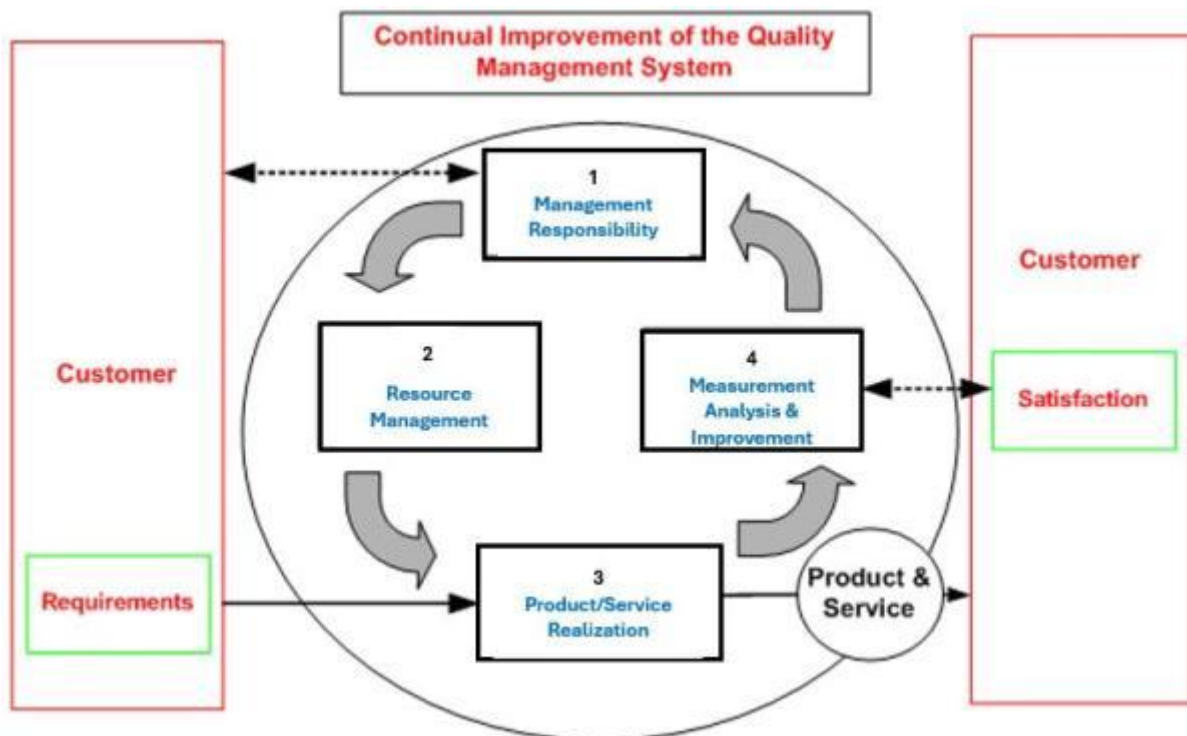 Continual Improvement of the Quality
Management System
1
Management
Responsibility
Customer
2
Resource
Management
4
Measurement
Analysis &
Improvement
Customer
Satisfaction
Requirements
3
Product/Service
Realization
Product &
Service